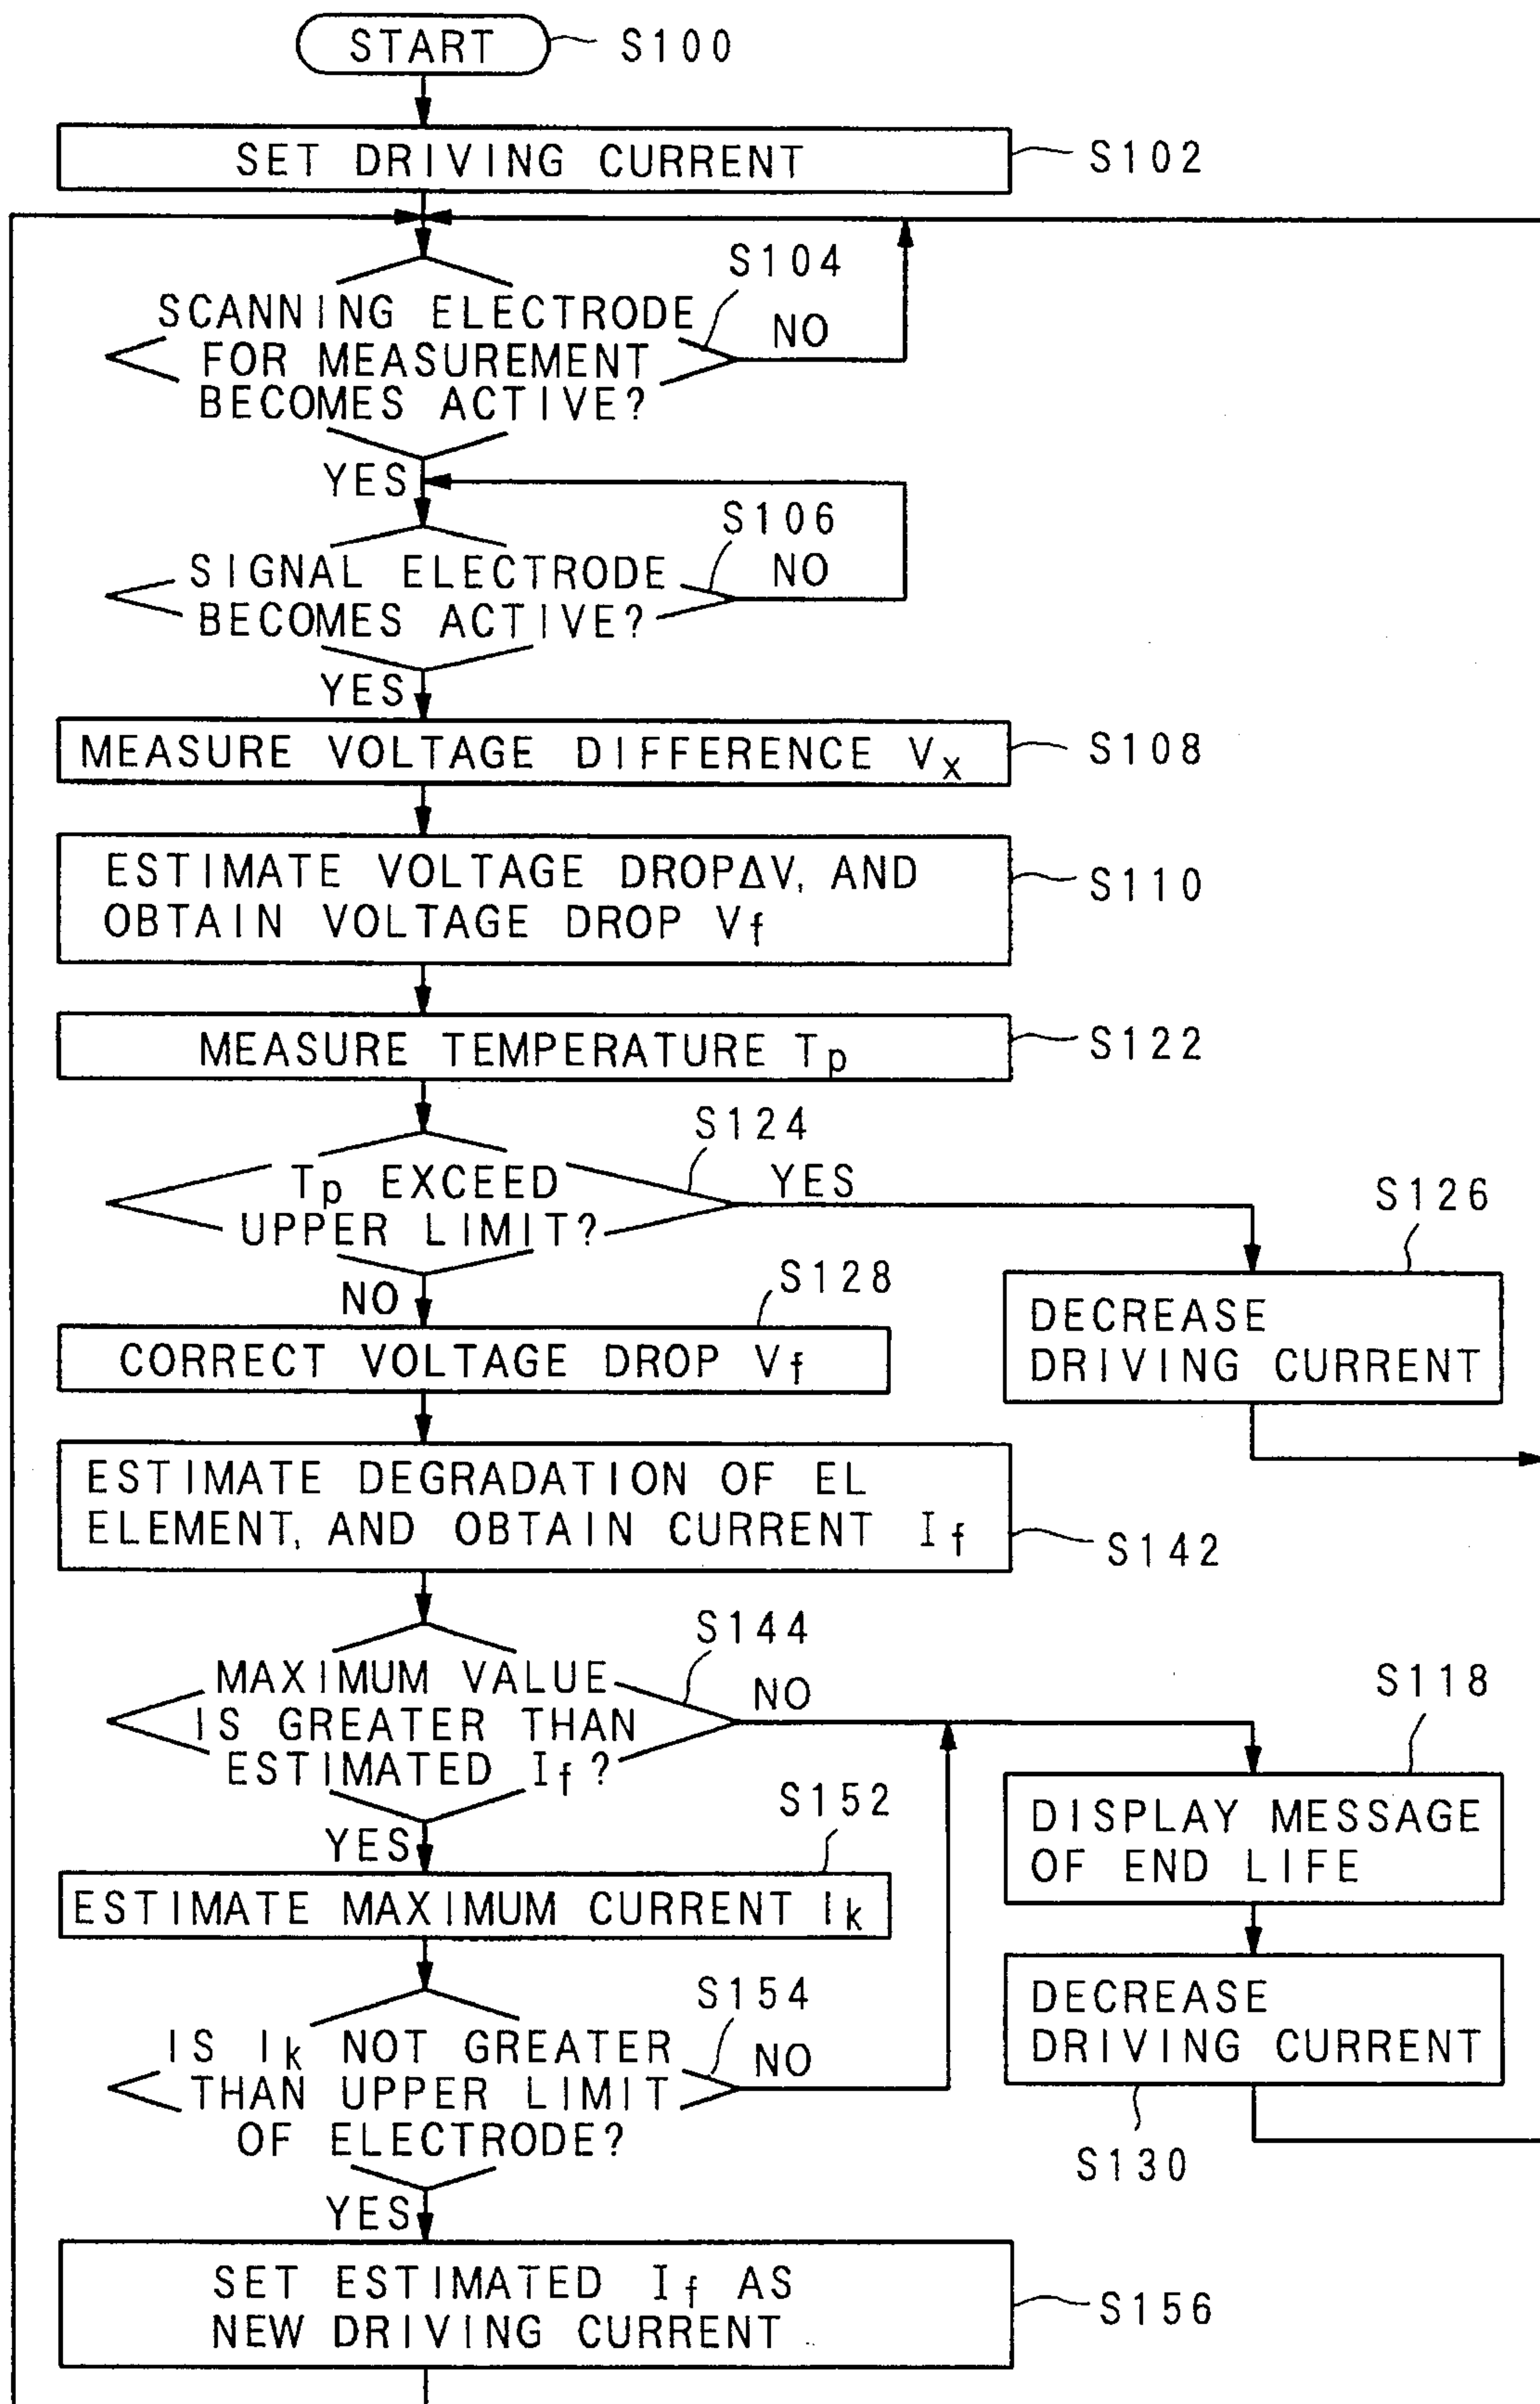 START
S100
SET DRIVING CURRENT
S102
S104
SCANNING ELECTRODE
FOR MEASUREMENT
BECOMES ACTIVE?
NO
YES
S106
SIGNAL ELECTRODE
BECOMES ACTIVE?
NO
YES
MEASURE VOLTAGE DIFFERENCE Vx
S108
ESTIMATE VOLTAGE DROPΔV, AND
OBTAIN VOLTAGE DROP Vf
S110
MEASURE TEMPERATURE Tp
S122
S124
Tp EXCEED
UPPER LIMIT?
YES
S126
DECREASE
DRIVING CURRENT
NO
S128
CORRECT VOLTAGE DROP Vf
ESTIMATE DEGRADATION OF EL
ELEMENT, AND OBTAIN CURRENT If
S142
S144
MAXIMUM VALUE
IS GREATER THAN
ESTIMATED If?
NO
S118
DISPLAY MESSAGE
OF END LIFE
YES
S152
ESTIMATE MAXIMUM CURRENT Ik
DECREASE
DRIVING CURRENT
S130
S154
IS Ik NOT GREATER
THAN UPPER LIMIT
OF ELECTRODE?
NO
YES
SET ESTIMATED If AS
NEW DRIVING CURRENT
S156